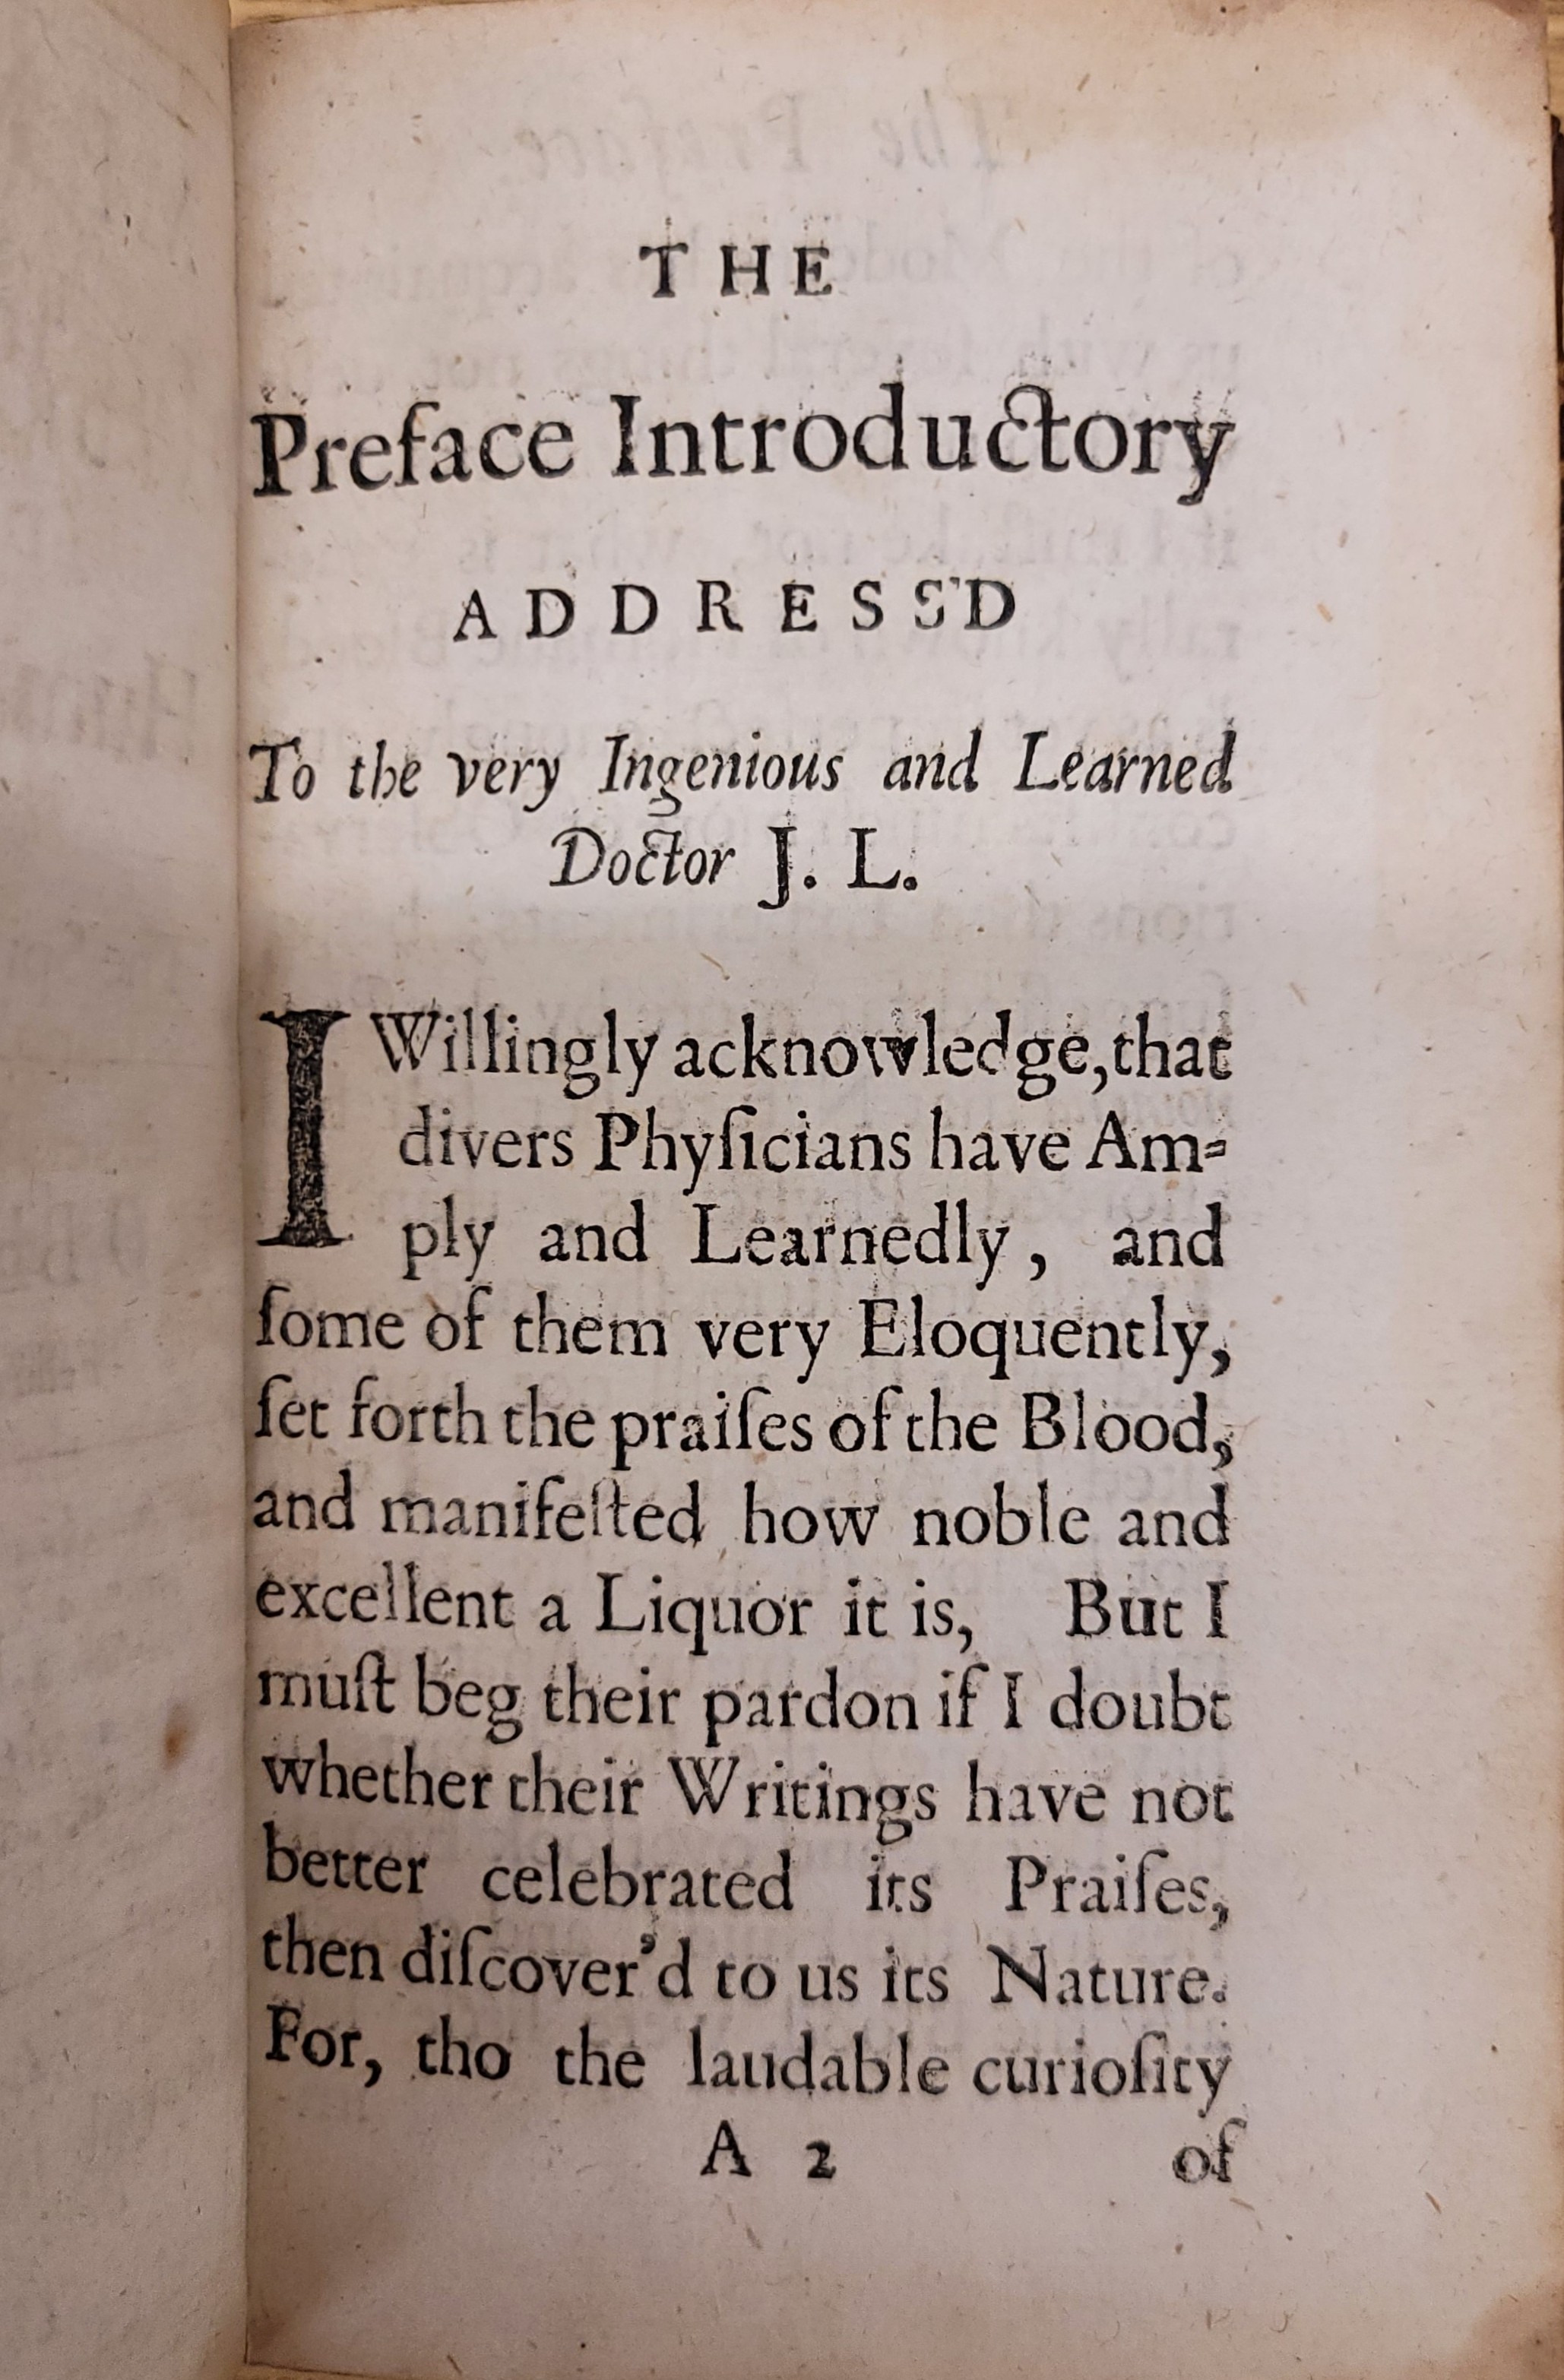 THE
Preface Introductory
ADDRESS'D
To the very Ingenious and Learned
Doctor J. L.
I Willingly acknowledge, that
divers Phyſicians have Am-
ply and Learnedly, and
ſome of them very Eloquently,
ſet forth the praiſes of the Blood,
and manifeſted how noble and
excellent a Liquor it is, But I
muſt beg their pardon if I doubt
whether their Writings have not
better celebrated its Praiſes,
then diſcover'd to us its Nature.
For, tho the laudable curioſity
A 2 of